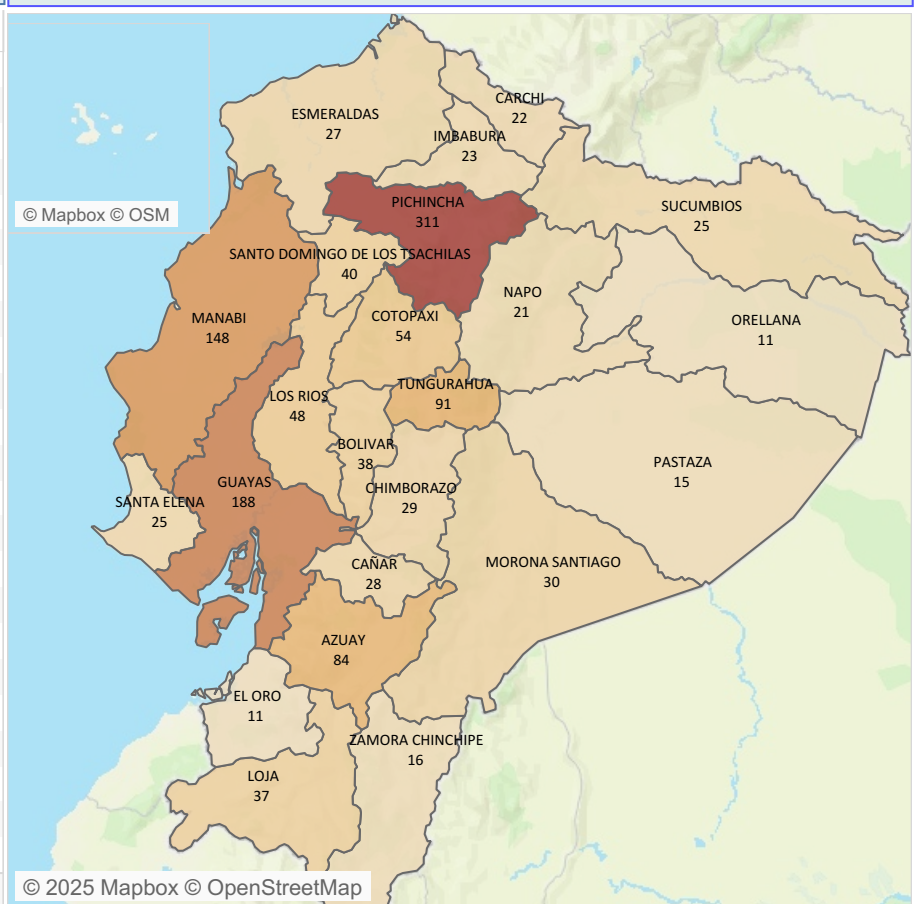 CARCHI
22
ESMERALDAS
27
IMBABURA
23
PICHINCHA
311
SUCUMBIOS
25
© Mapbox © OSM
SANTO DOMINGO DE LOS TSACHILAS
40
NAPO
21
MANABI
148
COTOPAXI
54
ORELLANA
11
TUNGURAHUA
91
LOS RIOS
48
BOLIVAR
38
PASTAZA
15
GUAYAS
188
CHIMBORAZO
29
SANTA ELENA
25
CAÑAR
28
MORONA SANTIAGO
30
AZUAY
84
EL ORO
11
ZAMORA CHINCHIPE
16
LOJA
37
© 2025 Mapbox © OpenStreetMap